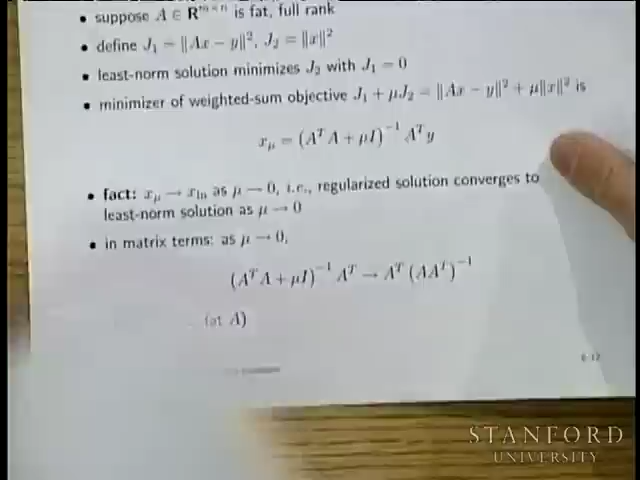 • suppose A ∈ R^{m×n} is fat, full rank
• define J₁ = ‖Ax − y‖², J₂ = ‖x‖²
• least-norm solution minimizes J₂ with J₁ = 0
• minimizer of weighted-sum objective J₁ + μJ₂ = ‖Ax − y‖² + μ‖x‖² is
x_μ = (AᵀA + μI)⁻¹ Aᵀy
• fact: x_μ → x_ln as μ → 0, i.e., regularized solution converges to
least-norm solution as μ → 0
• in matrix terms: as μ → 0,
(AᵀA + μI)⁻¹ Aᵀ → Aᵀ (AAᵀ)⁻¹
(fat A)
STANFORD
UNIVERSITY